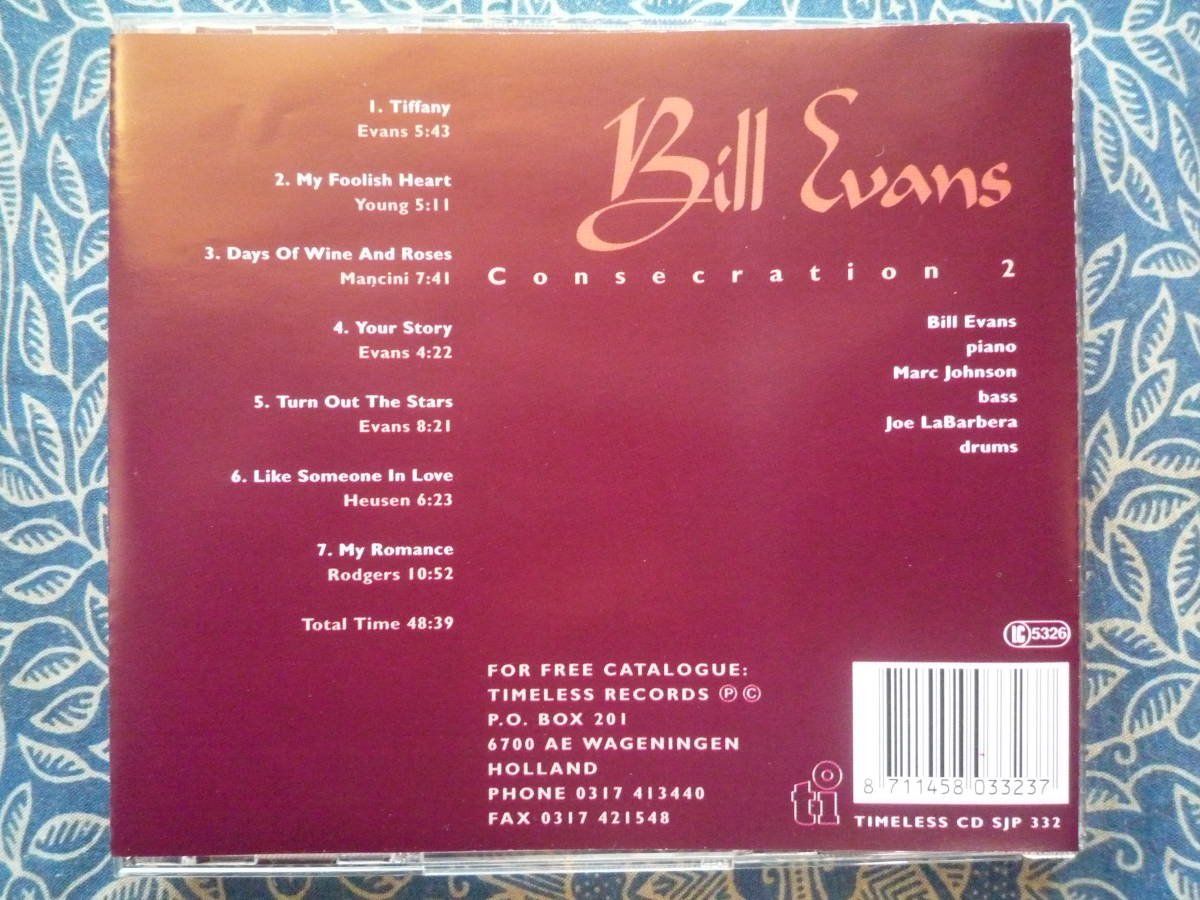 1. Tiffany
Evans 5:43
2. My Foolish Heart
Young 5:11
3. Days Of Wine And Roses
Mancini 7:41
4. Your Story
Evans 4:22
5. Turn Out The Stars
Evans 8:21
6. Like Someone In Love
Heusen 6:23
7. My Romance
Rodgers 10:52
Total Time 48:39
Bill Evans
Consecration 2
Bill Evans
piano
Marc Johnson
bass
Joe LaBarbera
drums
FOR FREE CATALOGUE:
TIMELESS RECORDS ℗ ©
P.O. BOX 201
6700 AE WAGENINGEN
HOLLAND
PHONE 0317 413440
FAX 0317 421548
LC 5326
8 711458 033237
ti
TIMELESS CD SJP 332